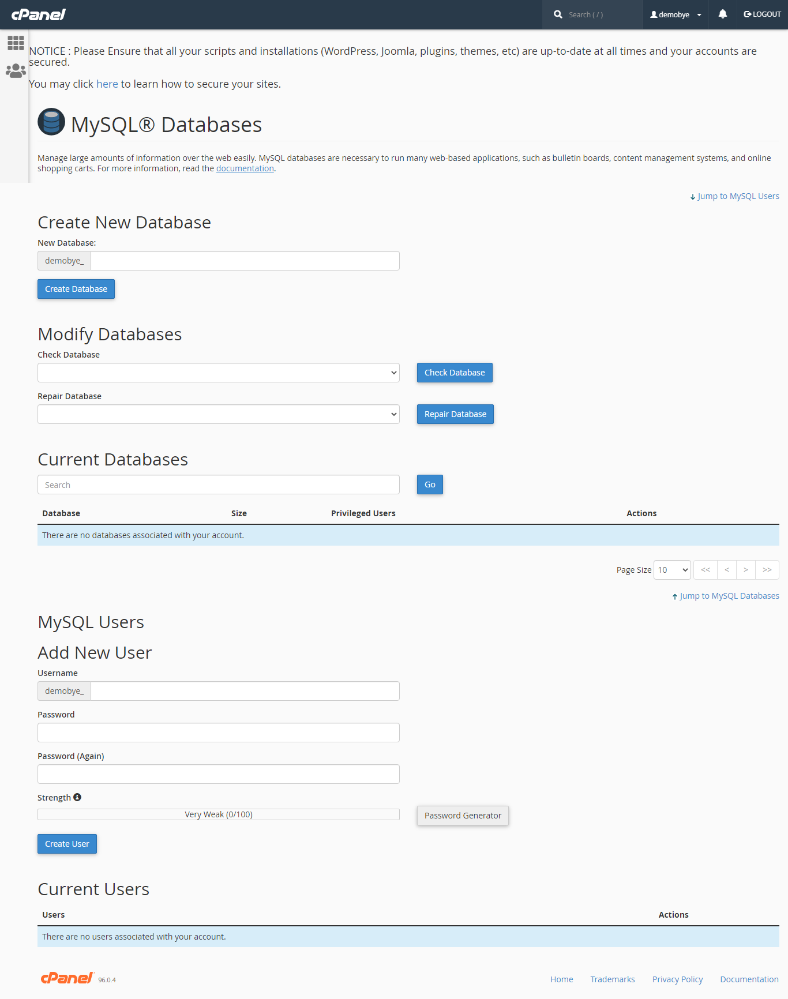 cPanel
Search ( / )
demobye
LOGOUT
NOTICE : Please Ensure that all your scripts and installations (WordPress, Joomla, plugins, themes, etc) are up-to-date at all times and your accounts are
secured.
You may click here to learn how to secure your sites.
MySQL® Databases
Manage large amounts of information over the web easily. MySQL databases are necessary to run many web-based applications, such as bulletin boards, content management systems, and online
shopping carts. For more information, read the documentation.
Jump to MySQL Users
Create New Database
New Database:
demobye_
Create Database
Modify Databases
Check Database
Check Database
Repair Database
Repair Database
Current Databases
Search
Go
Database Size Privileged Users Actions
There are no databases associated with your account.
Page Size 10 << < > >>
Jump to MySQL Databases
MySQL Users
Add New User
Username
demobye_
Password
Password (Again)
Strength
Very Weak (0/100)
Password Generator
Create User
Current Users
Users Actions
There are no users associated with your account.
cPanel 96.0.4
Home Trademarks Privacy Policy Documentation